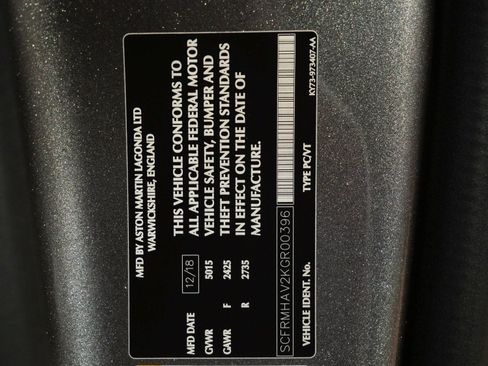 MFD BY ASTON MARTIN LAGONDA LTD
WARWICKSHIRE, ENGLAND
THIS VEHICLE CONFORMS TO
ALL APPLICABLE FEDERAL MOTOR
VEHICLE SAFETY, BUMPER AND
THEFT PREVENTION STANDARDS
IN EFFECT ON THE DATE OF
MANUFACTURE.
MFD DATE 12/18
GVWR 5015
GAWR F 2425
R 2735
SCFRMHAV2KGR00396
VEHICLE IDENT. No. TYPE PC/VT
KY73-973407-AA